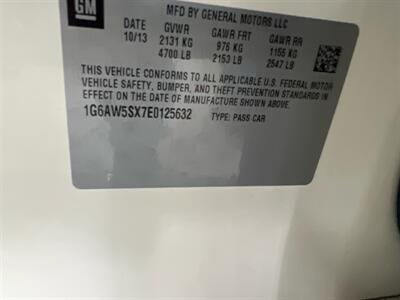 GM
MFD BY GENERAL MOTORS LLC
DATE GVWR GAWR FRT GAWR RR
10/13 2131 KG 976 KG 1155 KG
4700 LB 2153 LB 2547 LB
THIS VEHICLE CONFORMS TO ALL APPLICABLE U.S. FEDERAL MOTOR
VEHICLE SAFETY, BUMPER, AND THEFT PREVENTION STANDARDS IN
EFFECT ON THE DATE OF MANUFACTURE SHOWN ABOVE.
1G6AW5SX7E0125632 TYPE: PASS CAR